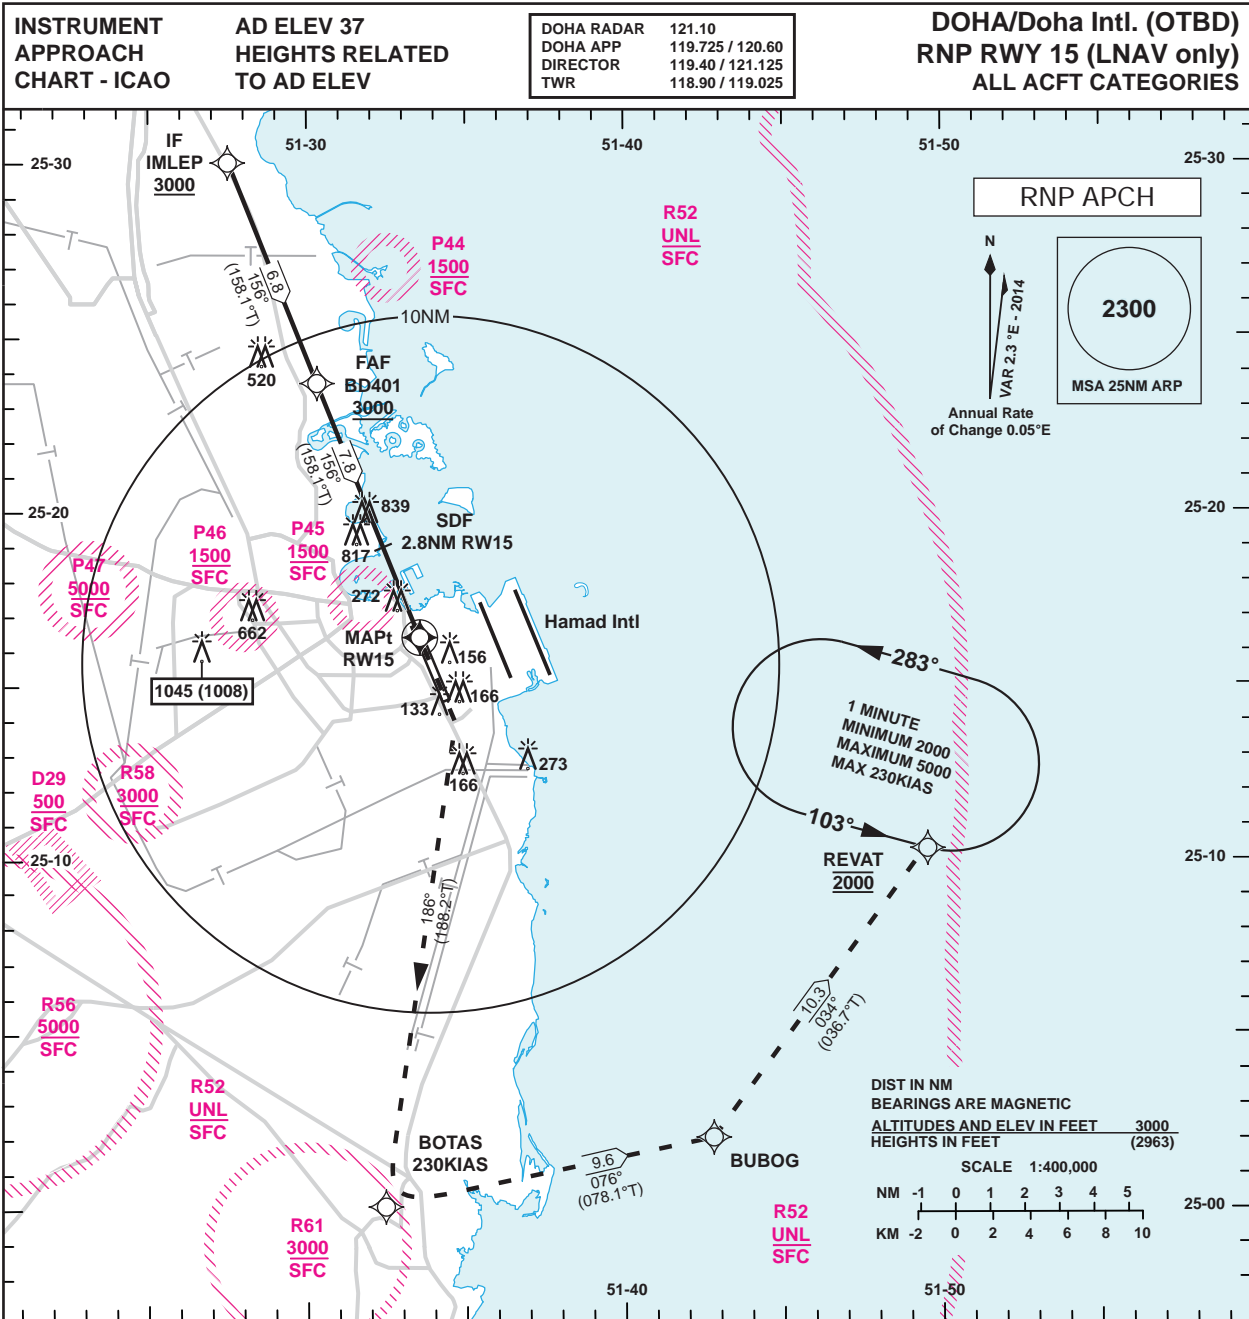 INSTRUMENT
APPROACH
CHART - ICAO
AD ELEV 37
HEIGHTS RELATED
TO AD ELEV
DOHA RADAR 121.10
DOHA APP 119.725 / 120.60
DIRECTOR 119.40 / 121.125
TWR 118.90 / 119.025
DOHA/Doha Intl. (OTBD)
RNP RWY 15 (LNAV only)
ALL ACFT CATEGORIES
51-30
51-40
51-50
25-30
25-30
IF
IMLEP
3000
RNP APCH
R52
UNL
SFC
P44
1500
SFC
N
VAR 2.3 °E - 2014
Annual Rate
of Change 0.05°E
2300
MSA 25NM ARP
6.8
156°
(158.1°T)
10NM
520
FAF
BD401
3000
7.8
156°
(158.1°T)
25-20
25-20
839
SDF
2.8NM RW15
817
P46
1500
SFC
P45
1500
SFC
P47
5000
SFC
272
662
Hamad Intl
MAPt
RW15
156
1045 (1008)
166
133
283°
1 MINUTE
MINIMUM 2000
MAXIMUM 5000
MAX 230KIAS
103°
273
166
R58
3000
SFC
D29
500
SFC
25-10
25-10
REVAT
2000
186°
(188.2°T)
R56
5000
SFC
10.3
034°
(036.7°T)
R52
UNL
SFC
DIST IN NM
BEARINGS ARE MAGNETIC
ALTITUDES AND ELEV IN FEET 3000
HEIGHTS IN FEET (2963)
SCALE 1:400,000
NM -1 0 1 2 3 4 5
KM -2 0 2 4 6 8 10
BOTAS
230KIAS
BUBOG
9.6
076°
(078.1°T)
R61
3000
SFC
R52
UNL
SFC
25-00
51-40
51-50